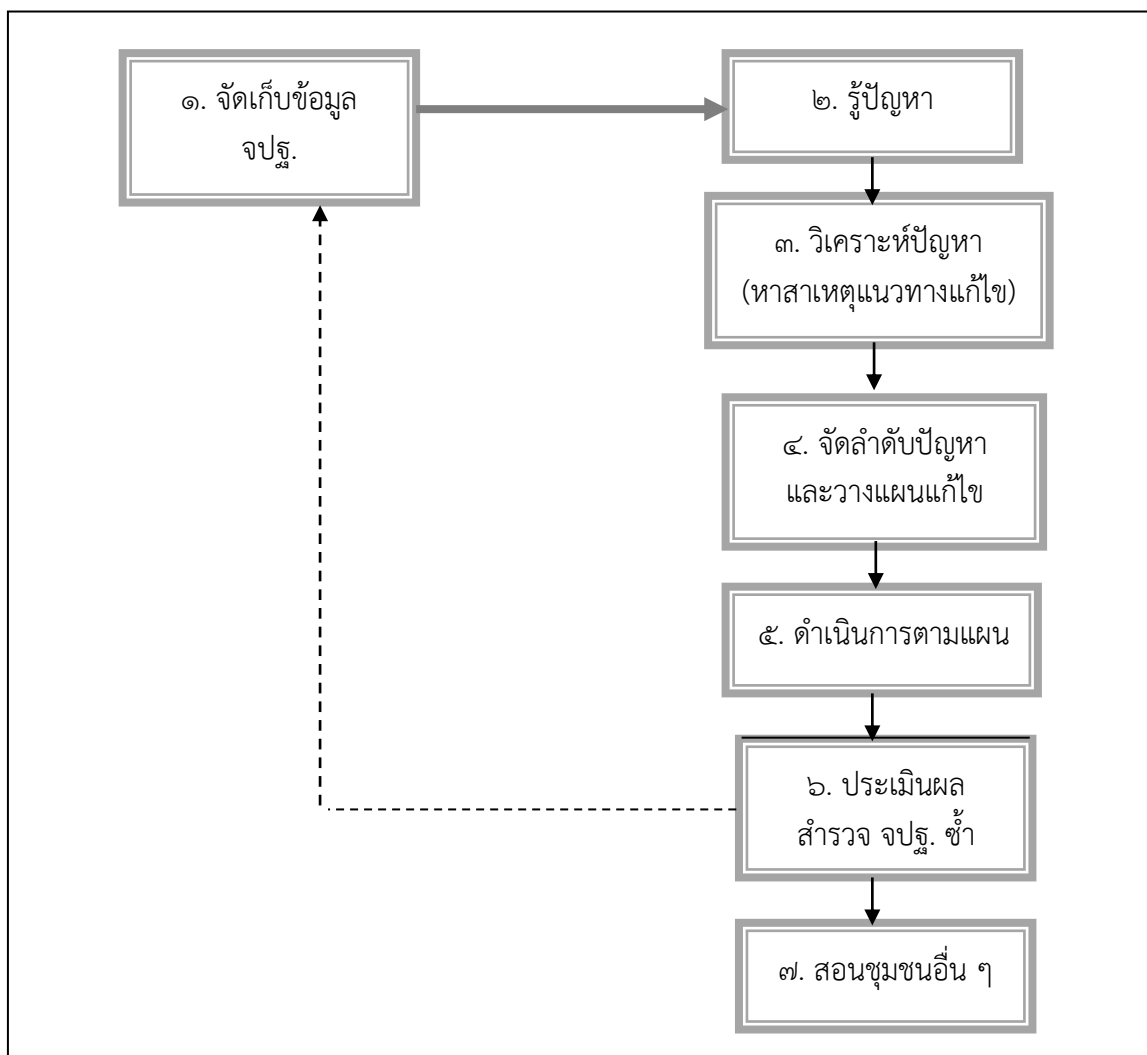 ๑. จัดเก็บข้อมูล
จปฐ.
๒. รู้ปัญหา
๓. วิเคราะห์ปัญหา
(หาสาเหตุแนวทางแก้ไข)
๔. จัดลำดับปัญหา
และวางแผนแก้ไข
๕. ดำเนินการตามแผน
๖. ประเมินผล
สำรวจ จปฐ. ซ้ำ
๗. สอนชุมชนอื่น ๆ